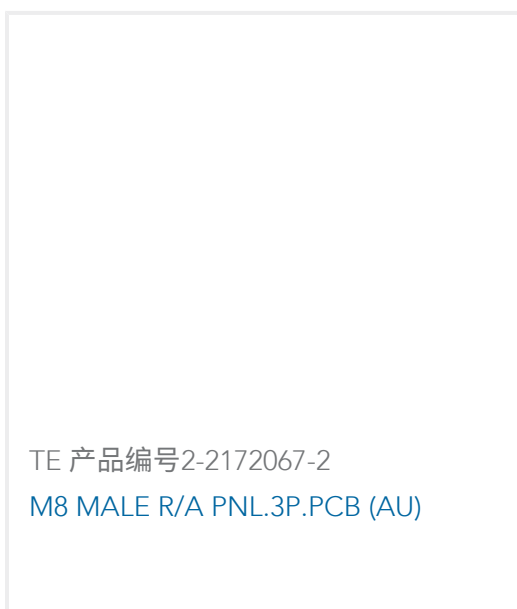 TE 产品编号2-2172067-2
M8 MALE R/A PNL.3P.PCB (AU)